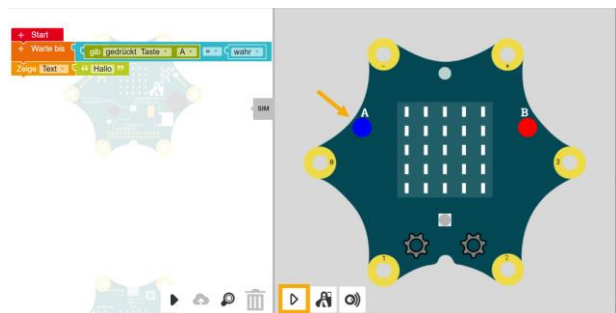 + Start
+ Warte bis gib gedrückt Taste A = wahr
Zeige Text “ Hallo ”
SIM
A
B
- +
0 3
1 2